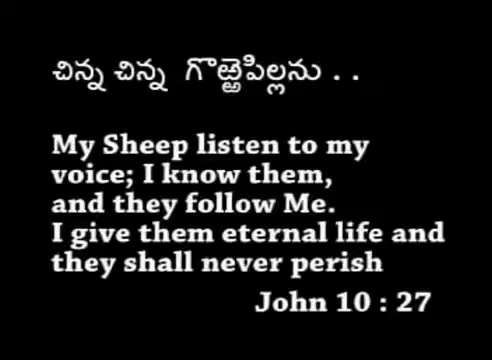 చిన్న చిన్న గొఱ్ఱెపిల్లను . .
My Sheep listen to my
voice; I know them,
and they follow Me.
I give them eternal life and
they shall never perish
John 10 : 27